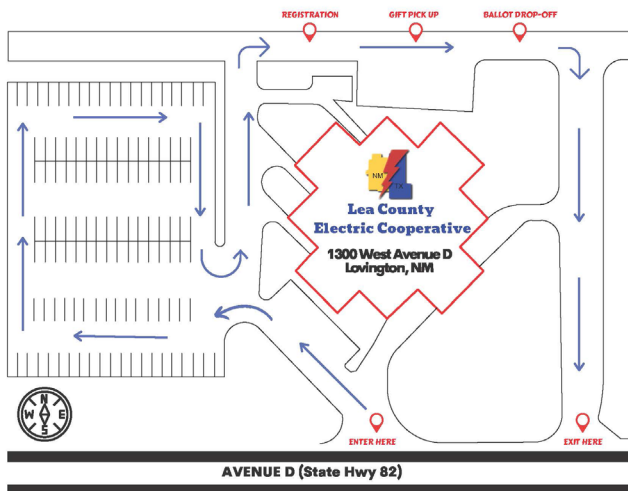 REGISTRATION
GIFT PICK UP
BALLOT DROP-OFF
NM
TX
Lea County
Electric Cooperative
1300 West Avenue D
Lovington, NM
N
W
E
S
ENTER HERE
EXIT HERE
AVENUE D (State Hwy 82)